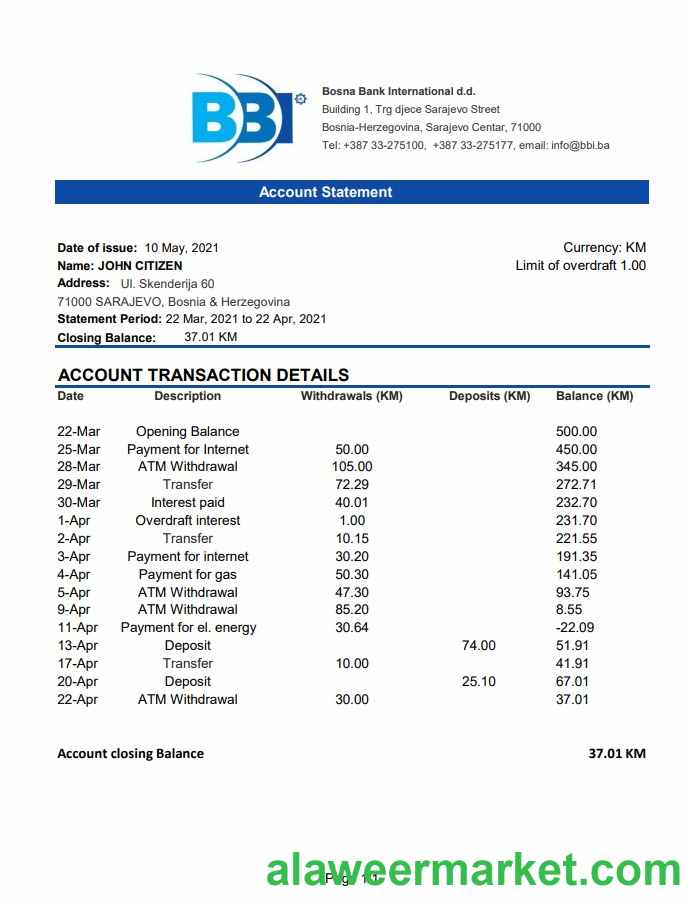 BBI
Bosna Bank International d.d.
Building 1, Trg djece Sarajevo Street
Bosnia-Herzegovina, Sarajevo Centar, 71000
Tel: +387 33-275100,  +387 33-275177, email: info@bbi.ba
Account Statement
Date of issue: 10 May, 2021 Currency: KM
Name: JOHN CITIZEN Limit of overdraft 1.00
Address: Ul. Skenderija 60
71000 SARAJEVO, Bosnia & Herzegovina
Statement Period: 22 Mar, 2021 to 22 Apr, 2021
Closing Balance: 37.01 KM
ACCOUNT TRANSACTION DETAILS
Date Description Withdrawals (KM) Deposits (KM) Balance (KM)
22-Mar Opening Balance 500.00
25-Mar Payment for Internet 50.00 450.00
28-Mar ATM Withdrawal 105.00 345.00
29-Mar Transfer 72.29 272.71
30-Mar Interest paid 40.01 232.70
1-Apr Overdraft interest 1.00 231.70
2-Apr Transfer 10.15 221.55
3-Apr Payment for internet 30.20 191.35
4-Apr Payment for gas 50.30 141.05
5-Apr ATM Withdrawal 47.30 93.75
9-Apr ATM Withdrawal 85.20 8.55
11-Apr Payment for el. energy 30.64 -22.09
13-Apr Deposit 74.00 51.91
17-Apr Transfer 10.00 41.91
20-Apr Deposit 25.10 67.01
22-Apr ATM Withdrawal 30.00 37.01
Account closing Balance 37.01 KM
alaweermarket.com